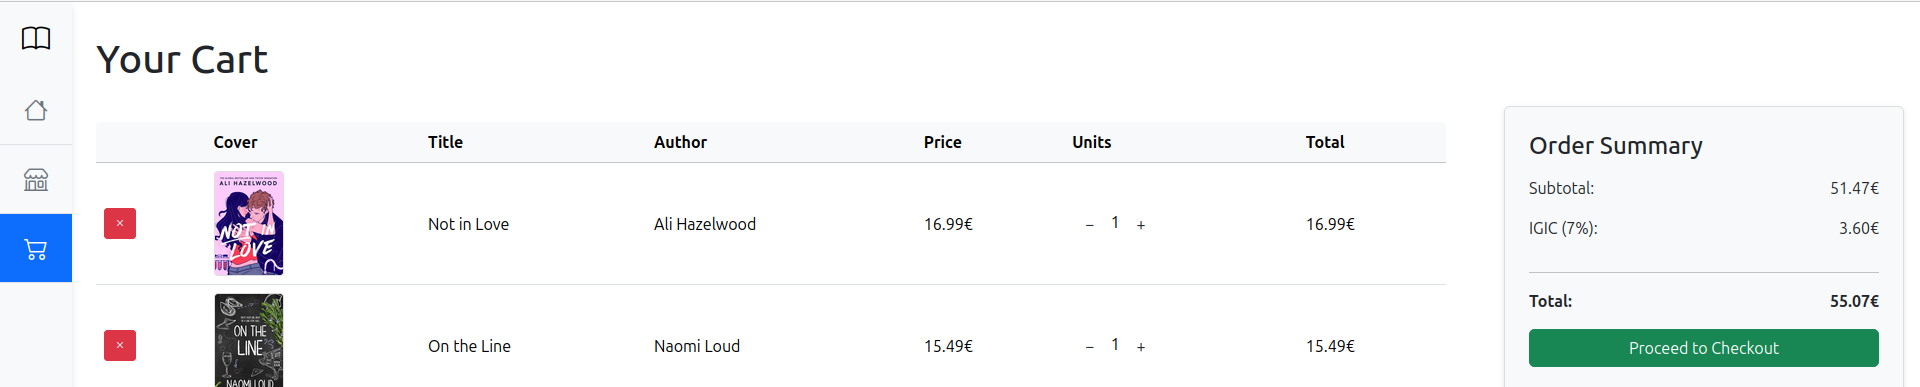 Your Cart
Cover Title Author Price Units Total
ALI HAZELWOOD
NOT IN
LOVE
× Not in Love Ali Hazelwood 16.99€ − 1 + 16.99€
ON THE
LINE
NAOMI LOUD
× On the Line Naomi Loud 15.49€ − 1 + 15.49€
Order Summary
Subtotal: 51.47€
IGIC (7%): 3.60€
Total: 55.07€
Proceed to Checkout